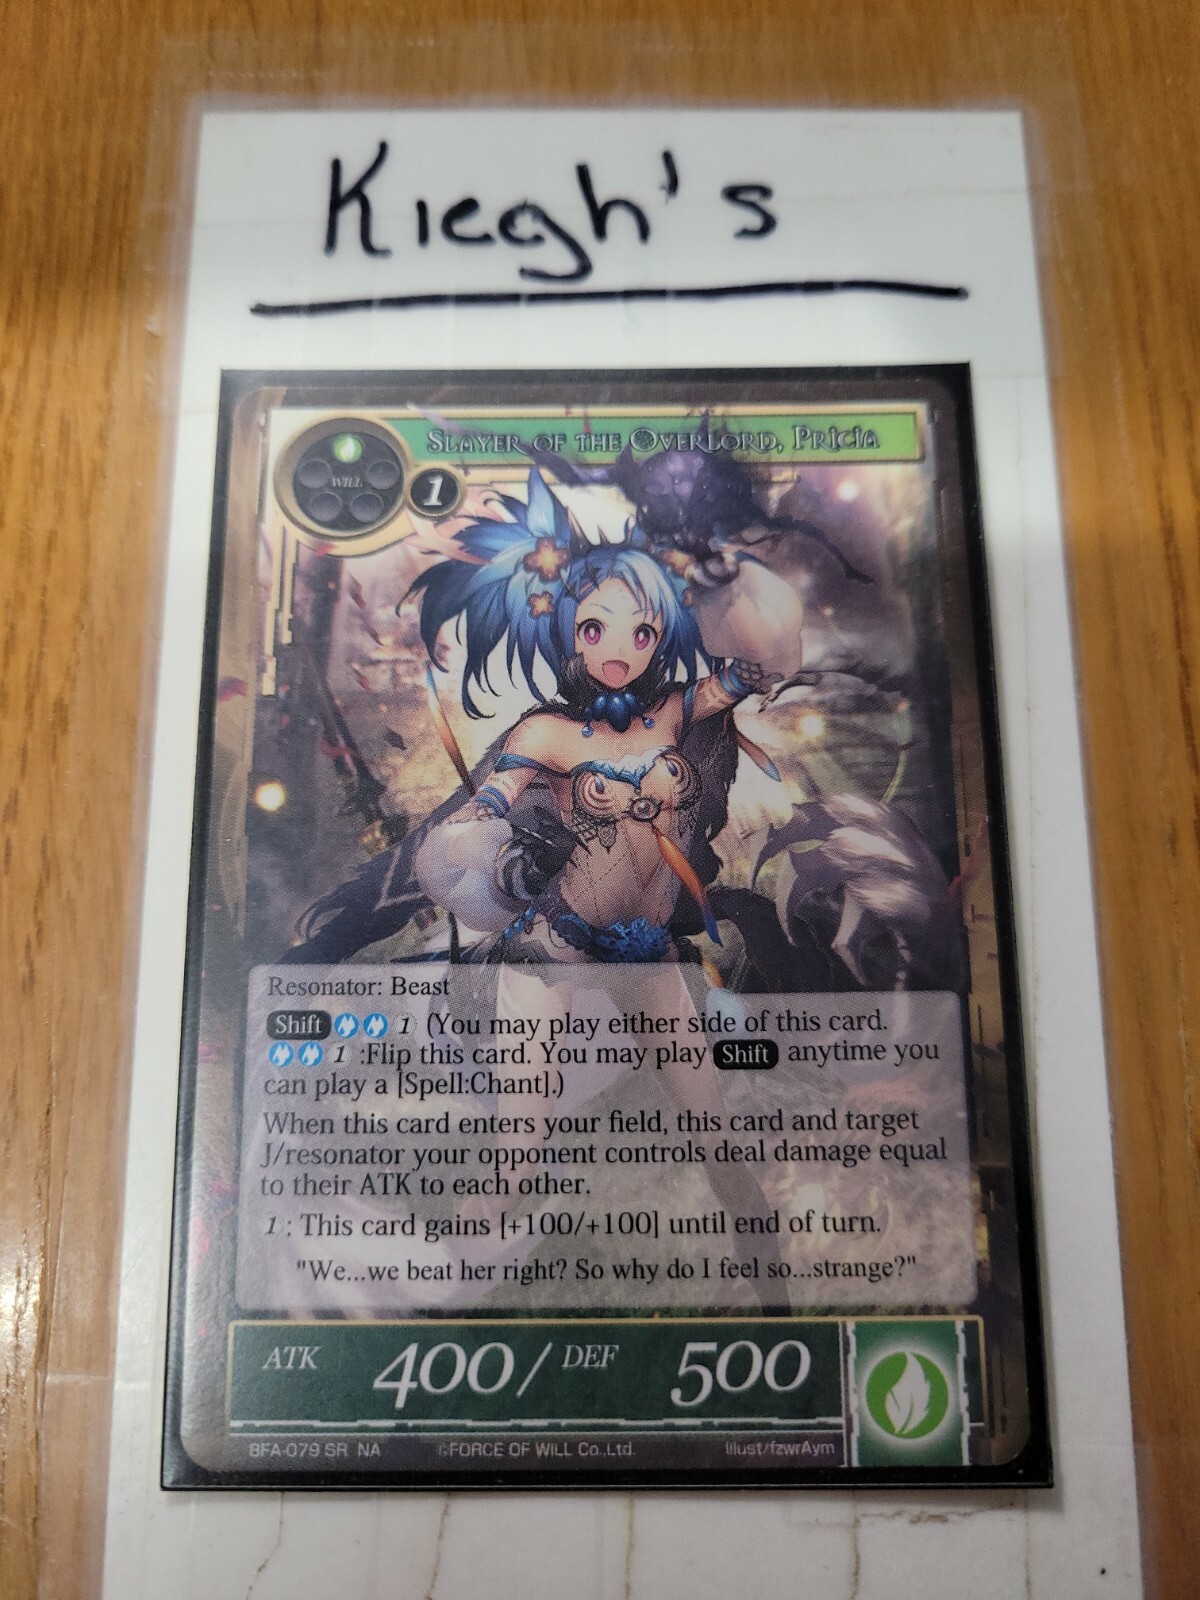 Kiegh's
SLAYER OF THE OVERLORD, PRICIA
WILL
1
Resonator: Beast
Shift 1 (You may play either side of this card.
1 :Flip this card. You may play Shift anytime you
can play a [Spell:Chant].)
When this card enters your field, this card and target
J/resonator your opponent controls deal damage equal
to their ATK to each other.
1 : This card gains [+100/+100] until end of turn.
"We...we beat her right? So why do I feel so...strange?"
ATK 400 / DEF 500
BFA-079 SR NA ©FORCE OF WILL Co.,Ltd. Illust/fzwrAym